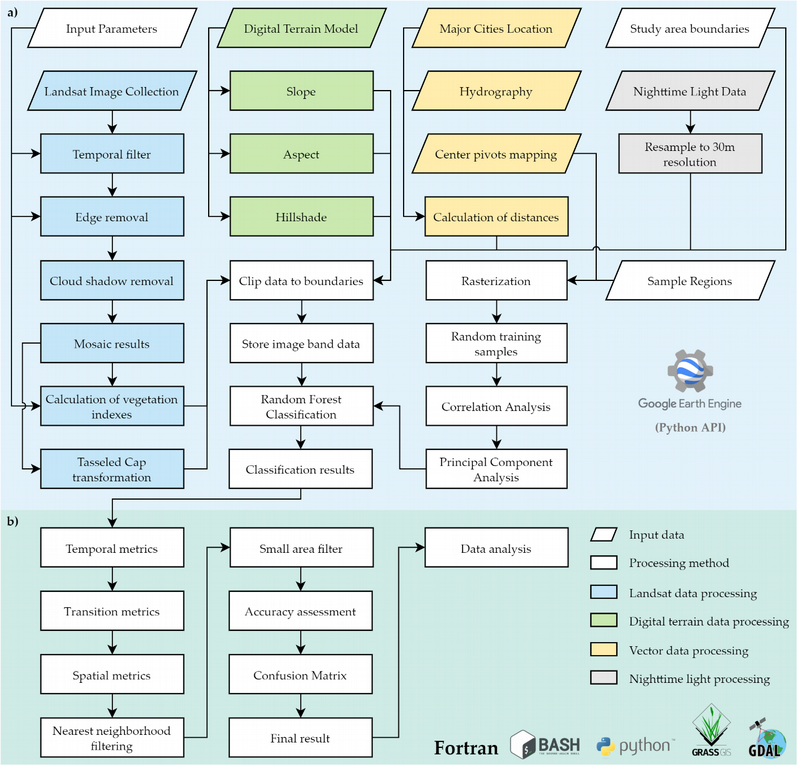 a)
Input Parameters
Digital Terrain Model
Major Cities Location
Study area boundaries
Landsat Image Collection
Slope
Hydrography
Nighttime Light Data
Temporal filter
Aspect
Center pivots mapping
Resample to 30m
resolution
Edge removal
Hillshade
Calculation of distances
Cloud shadow removal
Clip data to boundaries
Rasterization
Sample Regions
Mosaic results
Store image band data
Random training
samples
Calculation of vegetation
indexes
Random Forest
Classification
Correlation Analysis
Google Earth Engine
(Python API)
Tasseled Cap
transformation
Classification results
Principal Component
Analysis
b)
Temporal metrics
Small area filter
Data analysis
Transition metrics
Accuracy assessment
Spatial metrics
Confusion Matrix
Nearest neighborhood
filtering
Final result
Input data
Processing method
Landsat data processing
Digital terrain data processing
Vector data processing
Nighttime light processing
Fortran
BASH
THE BOURNE-AGAIN SHELL
python™
GRASS GIS
GDAL